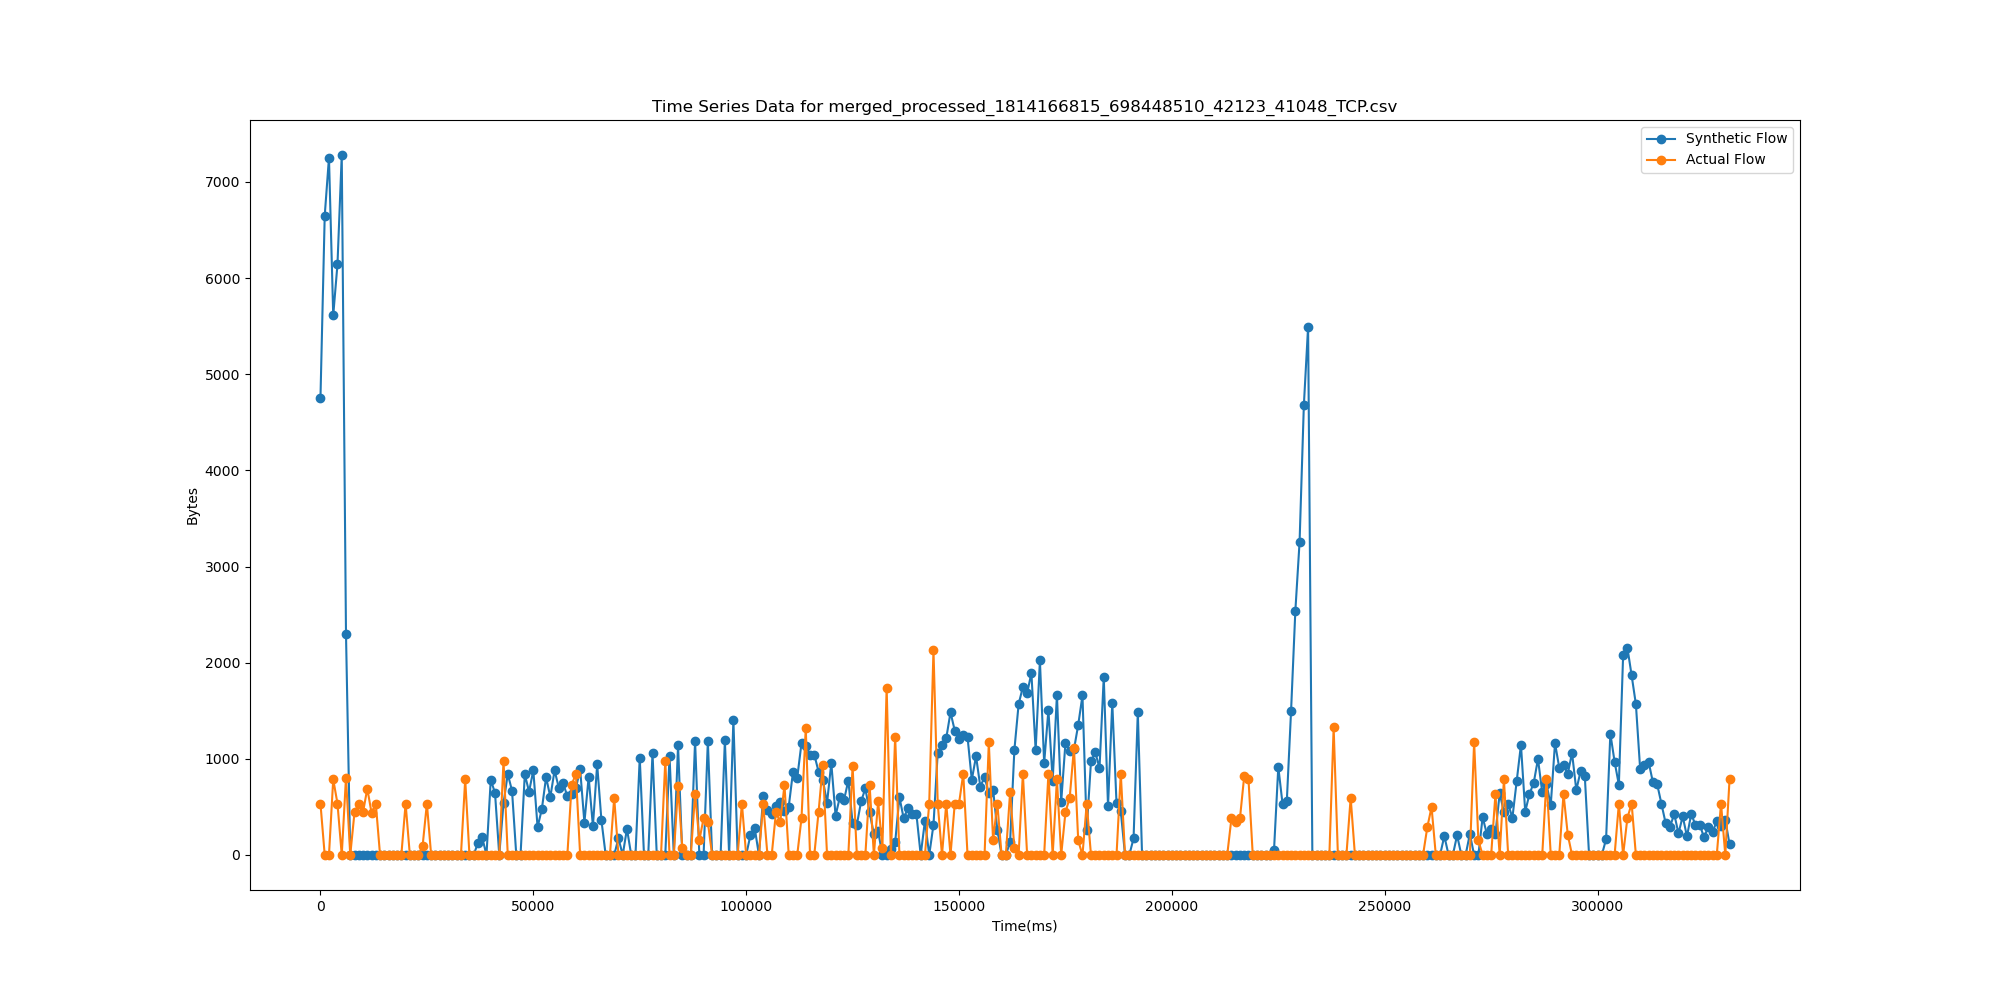 Time Series Data for merged_processed_1814166815_698448510_42123_41048_TCP.csv
Synthetic Flow
Actual Flow
7000
6000
5000
4000
3000
2000
1000
0
Bytes
0 50000 100000 150000 200000 250000 300000
Time(ms)